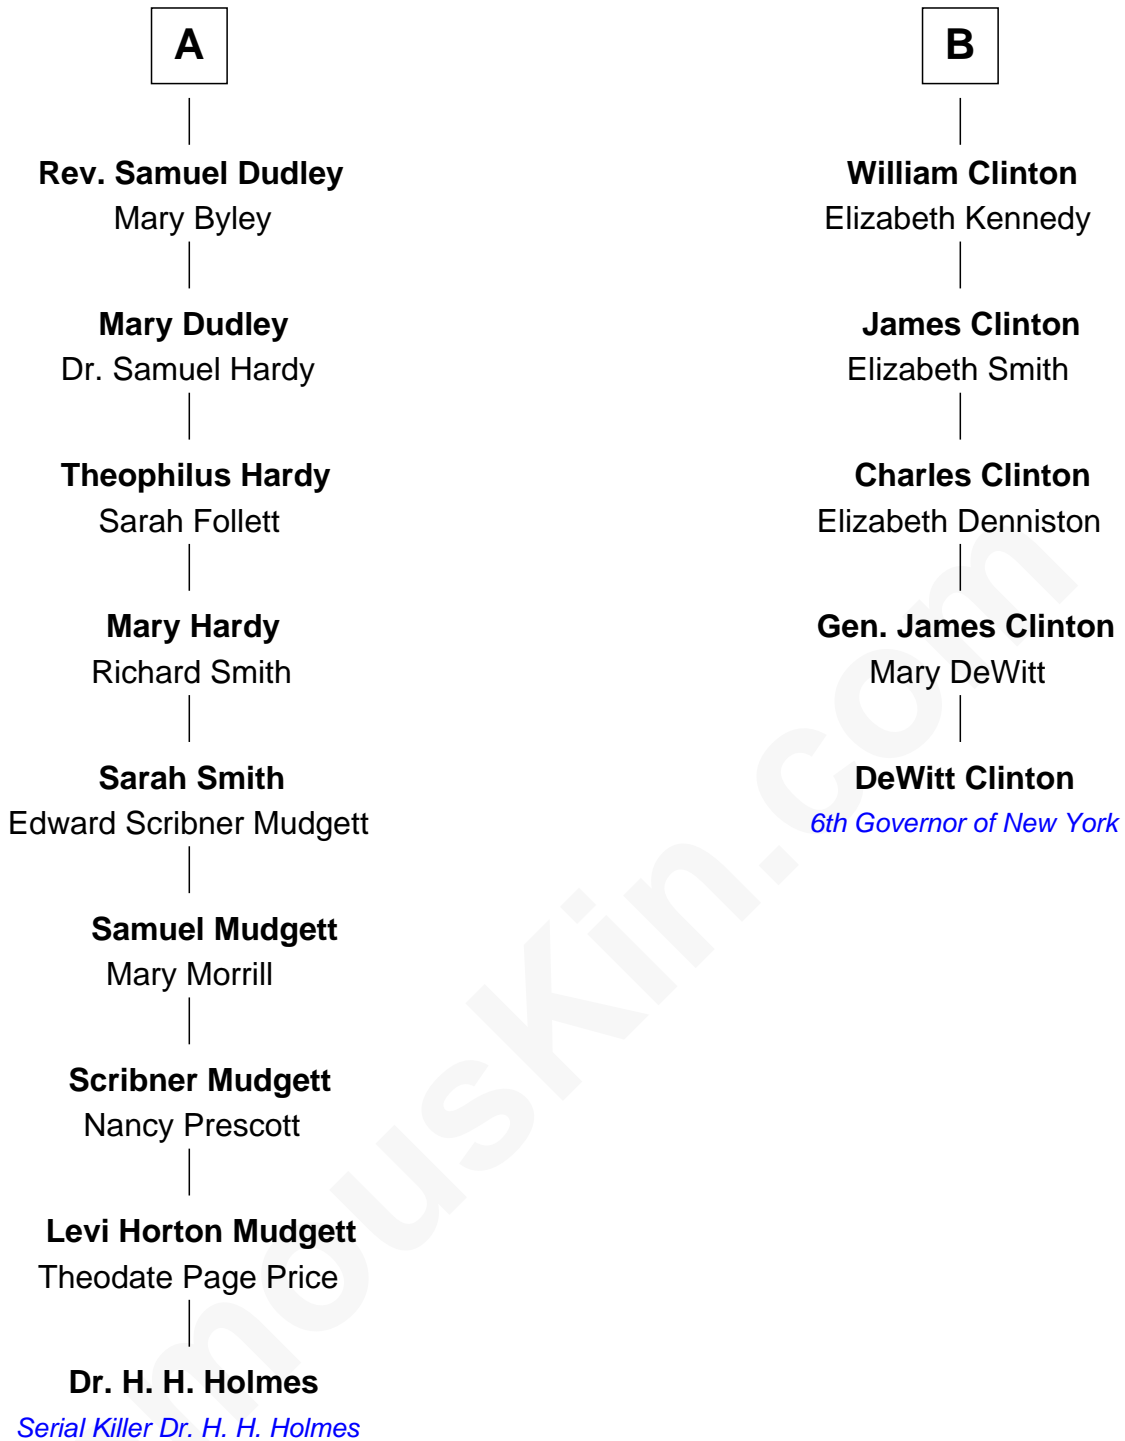 A
Rev. Samuel Dudley
Mary Byley
Mary Dudley
Dr. Samuel Hardy
Theophilus Hardy
Sarah Follett
Mary Hardy
Richard Smith
Sarah Smith
Edward Scribner Mudgett
Samuel Mudgett
Mary Morrill
Scribner Mudgett
Nancy Prescott
Levi Horton Mudgett
Theodate Page Price
Dr. H. H. Holmes
Serial Killer Dr. H. H. Holmes
B
William Clinton
Elizabeth Kennedy
James Clinton
Elizabeth Smith
Charles Clinton
Elizabeth Denniston
Gen. James Clinton
Mary DeWitt
DeWitt Clinton
6th Governor of New York
mousKin.com